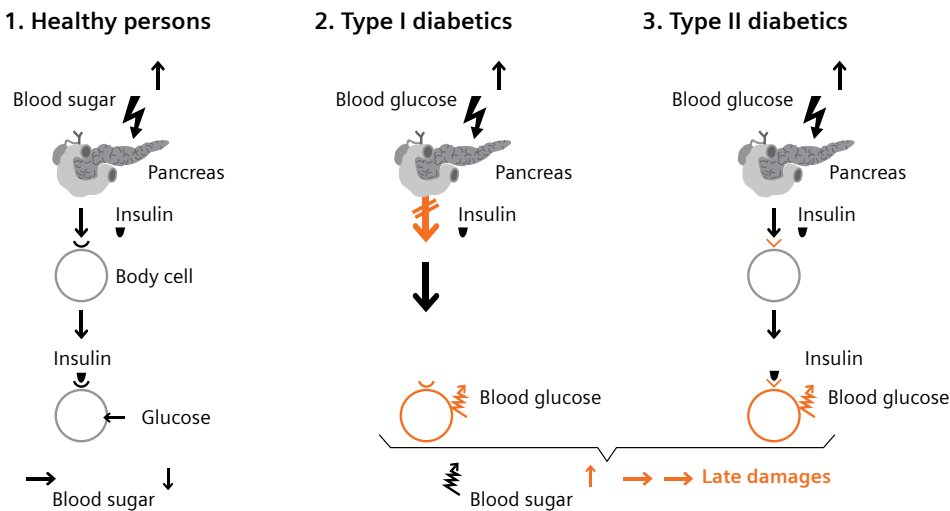 1. Healthy persons
Blood sugar
Pancreas
Insulin
Body cell
Insulin
Glucose
Blood sugar
2. Type I diabetics
Blood glucose
Pancreas
Insulin
Blood glucose
3. Type II diabetics
Blood glucose
Pancreas
Insulin
Insulin
Blood glucose
Blood sugar
Late damages